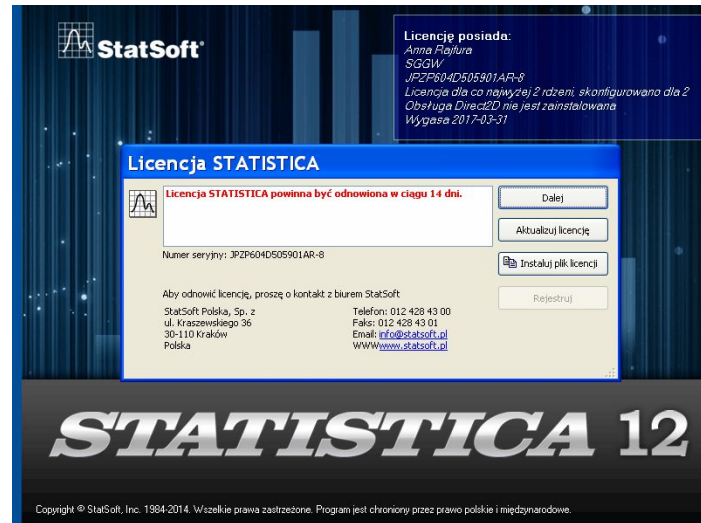 StatSoft®
Licencję posiada:
Anna Rajfura
SGGW
JPZP604D505901AR-8
Licencja dla co najwyżej 2 rdzeni, skonfigurowano dla 2
Obsługa Direct2D nie jest zainstalowana
Wygasa 2017-03-31
Licencja STATISTICA
Licencja STATISTICA powinna być odnowiona w ciągu 14 dni.
Dalej
Aktualizuj licencję
Numer seryjny: JPZP604D505901AR-8
Instaluj plik licencji
Aby odnowić licencję, proszę o kontakt z biurem StatSoft
Rejestruj
StatSoft Polska, Sp. z
ul. Kraszewskiego 36
30-110 Kraków
Polska
Telefon: 012 428 43 00
Faks: 012 428 43 01
Email: info@statsoft.pl
WWWwww.statsoft.pl
STATISTICA 12
Copyright © StatSoft, Inc. 1984-2014. Wszelkie prawa zastrzeżone. Program jest chroniony przez prawo polskie i międzynarodowe.